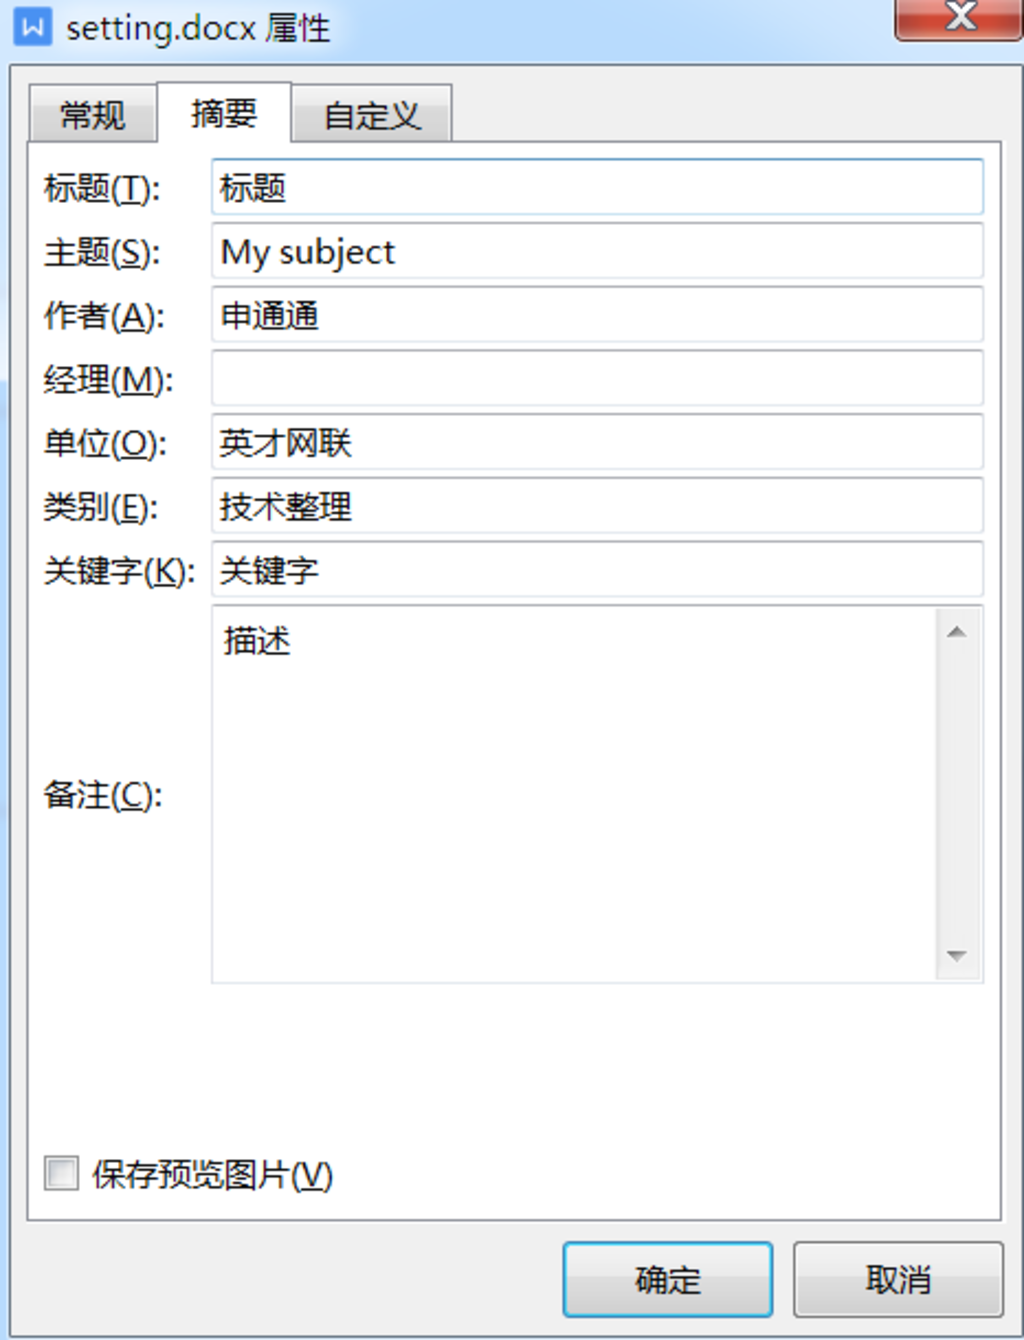 setting.docx 属性
常规 摘要 自定义
标题(T): 标题
主题(S): My subject
作者(A): 申通通
经理(M):
单位(O): 英才网联
类别(E): 技术整理
关键字(K): 关键字
描述
备注(C):
保存预览图片(V)
确定 取消